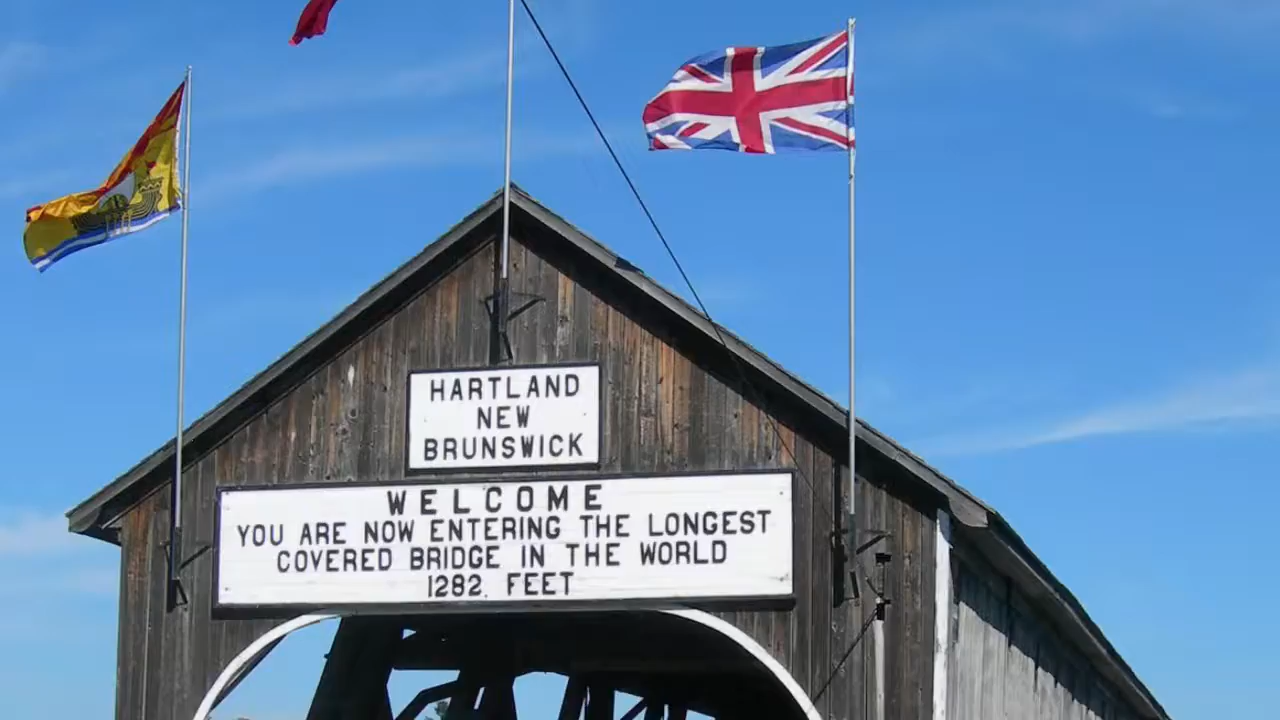 HARTLAND
NEW
BRUNSWICK
WELCOME
YOU ARE NOW ENTERING THE LONGEST
COVERED BRIDGE IN THE WORLD
1282. FEET